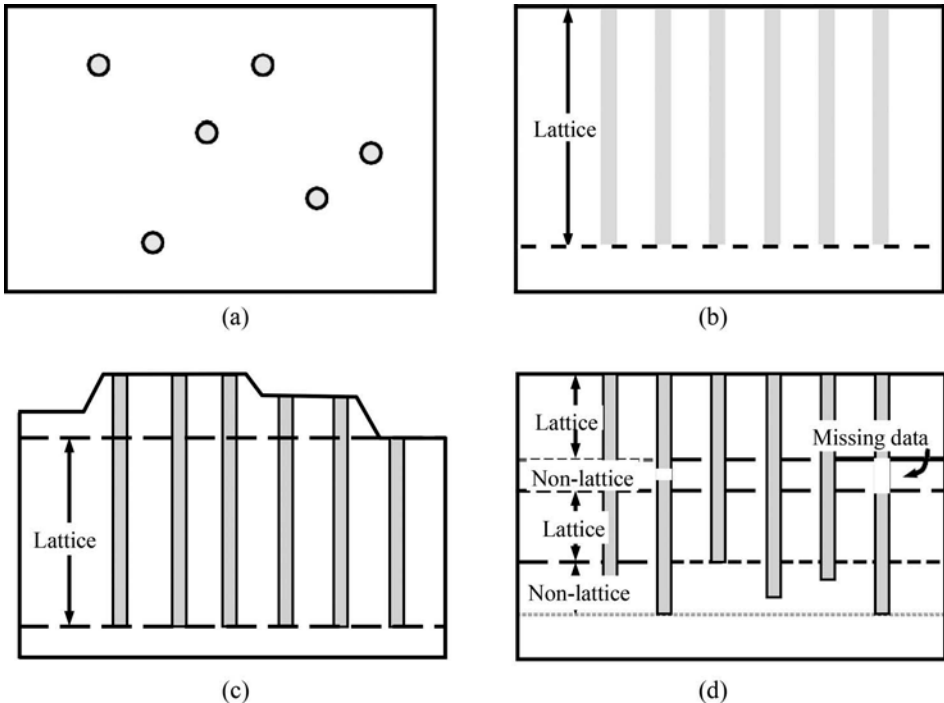 (a)
Lattice
(b)
Lattice
(c)
Lattice
Missing data
Non-lattice
Lattice
Non-lattice
(d)